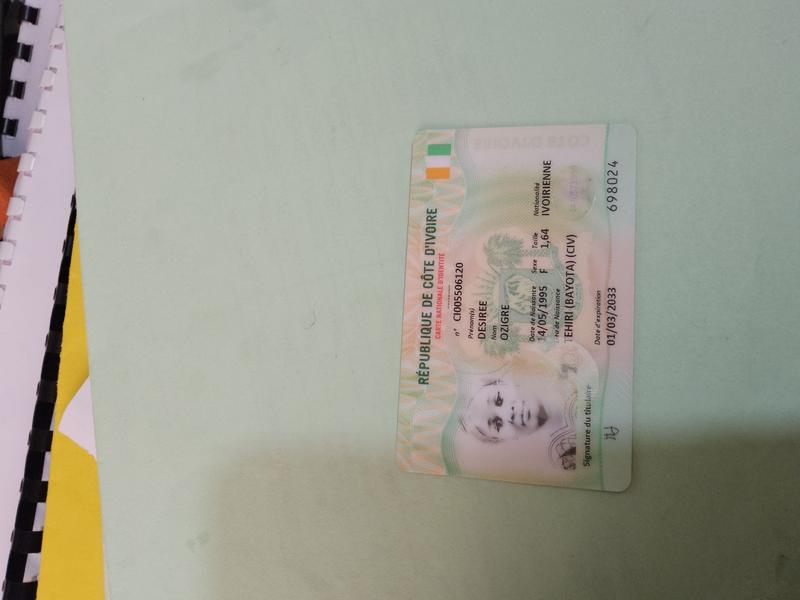 RÉPUBLIQUE DE CÔTE D'IVOIRE
CARTE NATIONALE D'IDENTITÉ
n° CI005506120
Prénom(s)
DESIREE
Nom
OZIGRE
Date de Naissance Sexe Taille Nationalité
14/05/1995 F 1,64 IVOIRIENNE
de Naissance
TEHIRI (BAYOTA) (CIV)
Date d'expiration
01/03/2033
698024
Signature du titulaire
CÔTE D'IVOIRE